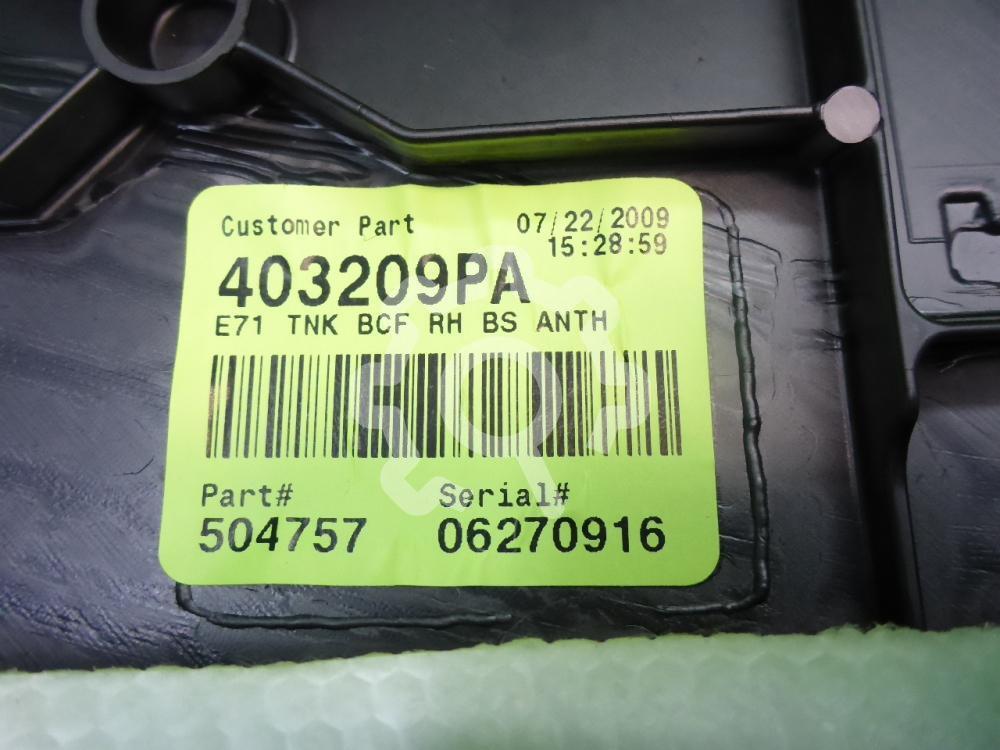 Customer Part 07/22/2009
15:28:59
403209PA
E71 TNK BCF RH BS ANTH
Part# Serial#
504757 06270916